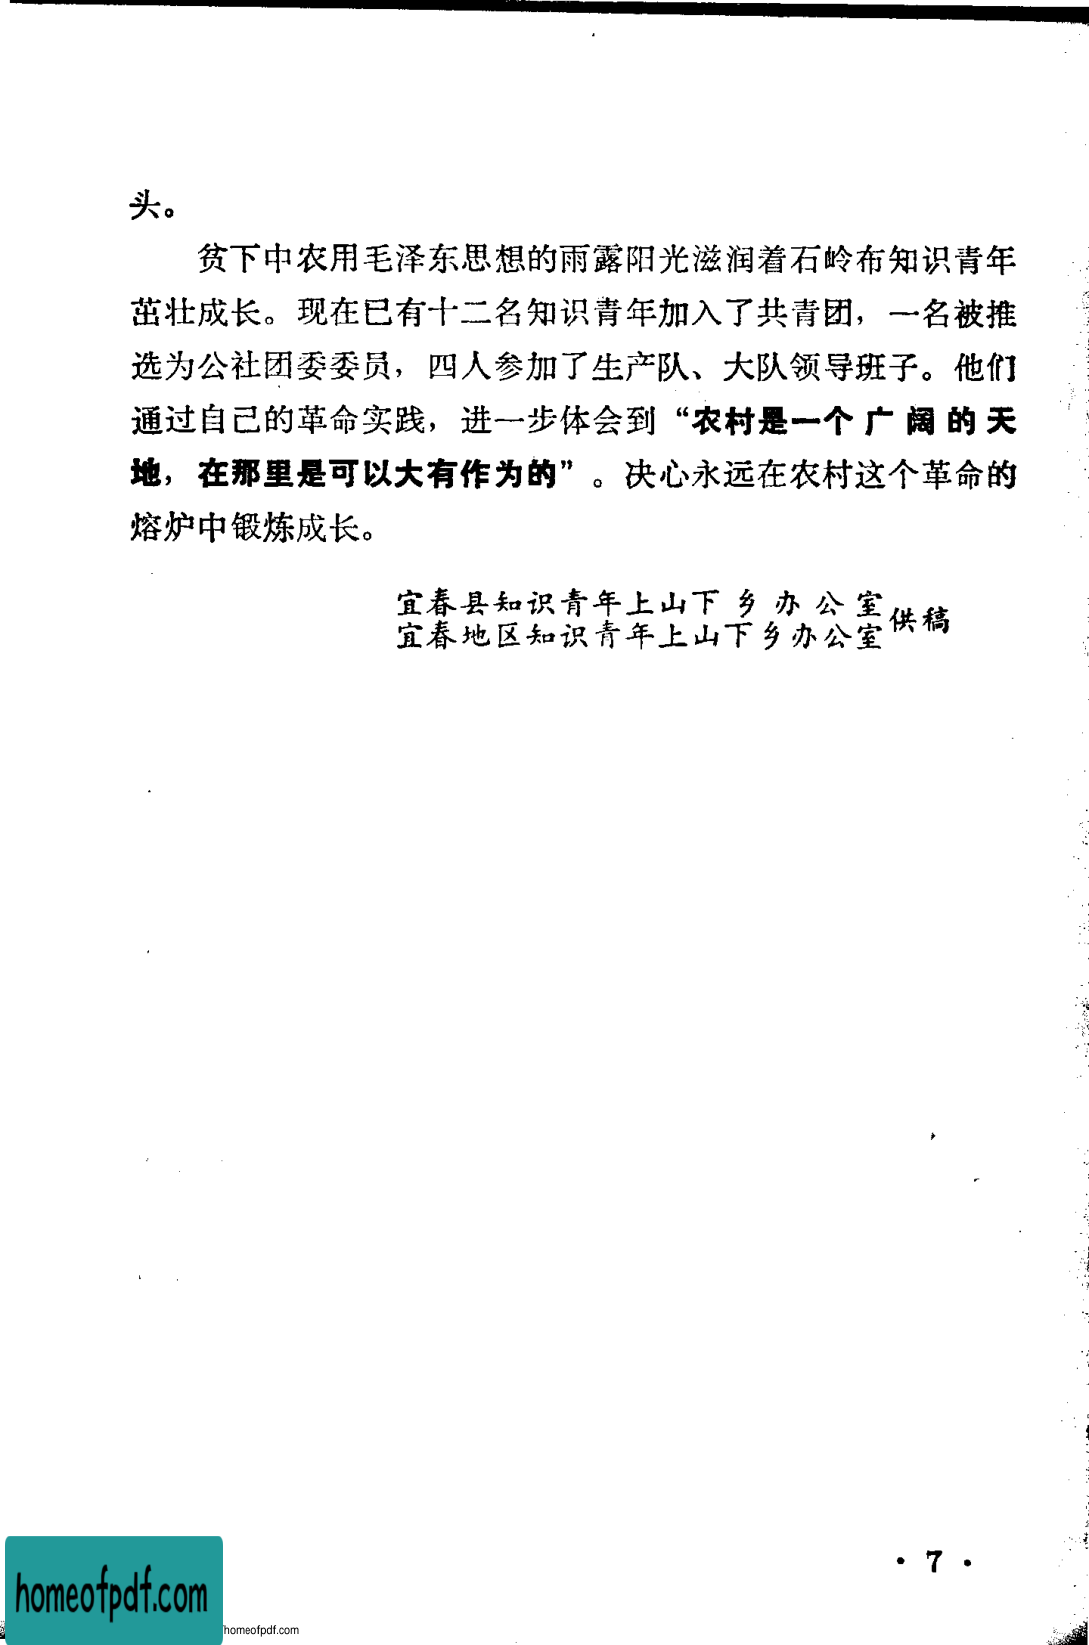 头。
贫下中农用毛泽东思想的雨露阳光滋润着石岭布知识青年
茁壮成长。现在已有十二名知识青年加入了共青团，一名被推
选为公社团委委员，四人参加了生产队、大队领导班子。他们
通过自己的革命实践，进一步体会到“农村是一个广阔的天
地，在那里是可以大有作为的”。决心永远在农村这个革命的
熔炉中锻炼成长。
宜春县知识青年上山下乡办公室
宜春地区知识青年上山下乡办公室
供稿
· 7 ·
homeofpdf.com
homeofpdf.com